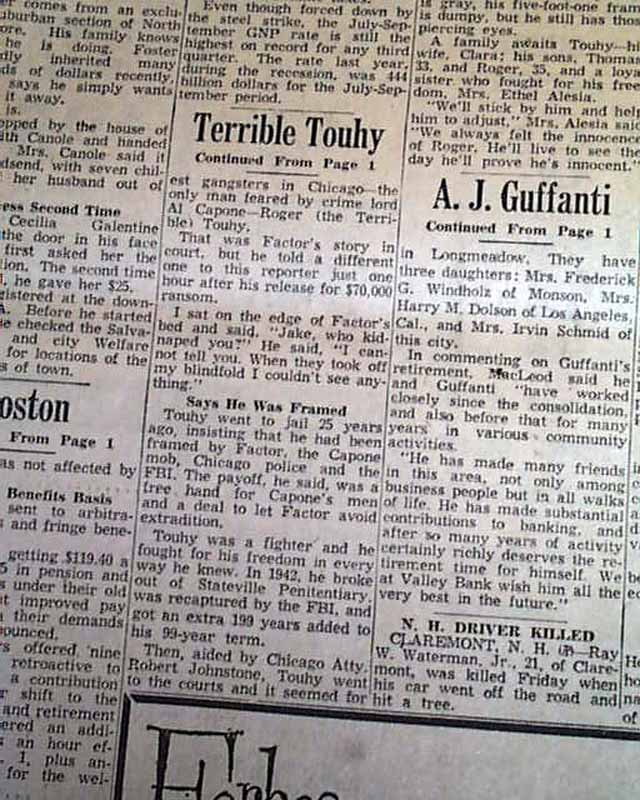 er comes from an exclu-
uburban section of North
ore. His family knows
he is doing. Foster
dly inherited many
ds of dollars recently,
says he simply wants
it away.
is.
pped by the house of
th Canole and handed
Mrs. Canole said it
dsend, with seven chil-
her husband out of
ess Second Time
Cecilia Galentine
the door in his face
first asked her the
ion. The second time
, he gave her $25.
gistered at the down-
A. Before he started
e checked the Salva-
and city Welfare
for locations of the
s of town.
oston
From Page 1
as not affected by
Benefits Basis
sent to arbitra-
s and fringe bene-
getting $119.40 a
5 in pension and
s under their old
t improved pay
their demands
ounced.
s offered nine
retroactive to
a contribution
r shift to the
and retirement
ered an addi-
s an hour ef-
. 1, plus an-
for the wel-
Even though forced down by
the steel strike, the July-Sep-
tember GNP rate is still the
highest on record for any third
quarter. The rate last year,
during the recession, was 444
billion dollars for the July-Sep-
tember period.
Terrible Touhy
Continued From Page 1
est gangsters in Chicago—the
only man feared by crime lord
Al Capone—Roger (the Terri-
ble) Touhy.
That was Factor's story in
court, but he told a different
one to this reporter just one
hour after his release for $70,000
ransom.
I sat on the edge of Factor's
bed and said, "Jake, who kid-
naped you?" He said, "I can-
not tell you. When they took off
my blindfold I couldn't see any-
thing."
Says He Was Framed
Touhy went to jail 25 years
ago, insisting that he had been
framed by Factor, the Capone
mob, Chicago police and the
FBI. The payoff, he said, was a
free hand for Capone's men
and a deal to let Factor avoid
extradition.
Touhy was a fighter and he
fought for his freedom in every
way he knew. In 1942, he broke
out of Stateville Penitentiary,
was recaptured by the FBI, and
got an extra 199 years added to
his 99-year term.
Then, aided by Chicago Atty.
Robert Johnstone, Touhy went
to the courts and it seemed for
is gray, his five-foot-one fram
is dumpy, but he still has thos
piercing eyes.
A family awaits Touhy—h
wife, Clara; his sons, Thomas
33, and Roger, 35, and a loya
sister who fought for his free
dom, Mrs. Ethel Alesia.
"We'll stick by him and help
him to adjust," Mrs. Alesia said
"We always felt the innocence
of Roger. He'll live to see the
day he'll prove he's innocent."
A. J. Guffanti
Continued From Page 1
in Longmeadow. They have
three daughters: Mrs. Frederick
G. Windholz of Monson, Mrs.
Harry M. Dolson of Los Angeles,
Cal., and Mrs. Irvin Schmid of
this city.
In commenting on Guffanti's
retirement, MacLeod said he
and Guffanti "have worked
closely since the consolidation,
and also before that for many
years in various community
activities.
"He has made many friends
in this area, not only among
business people but in all walks
of life. He has made substantial
contributions to banking, and
after so many years of activity
certainly richly deserves the re-
tirement time for himself. We
at Valley Bank wish him all the
very best in the future."
N. H. DRIVER KILLED
CLAREMONT, N. H. (AP)—Ray
W. Waterman, Jr., 21, of Clare-
mont, was killed Friday when
his car went off the road and
hit a tree.
Forbes